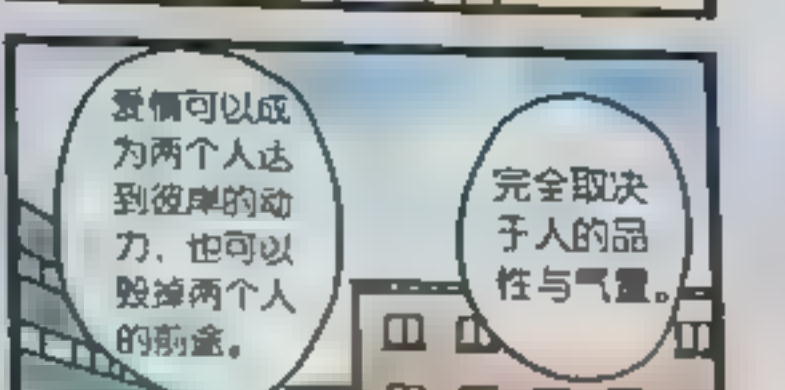 爱情可以成
为两个人达
到彼岸的动
力，也可以
毁掉两个人
的前途。
完全取决
于人的品
性与气量。